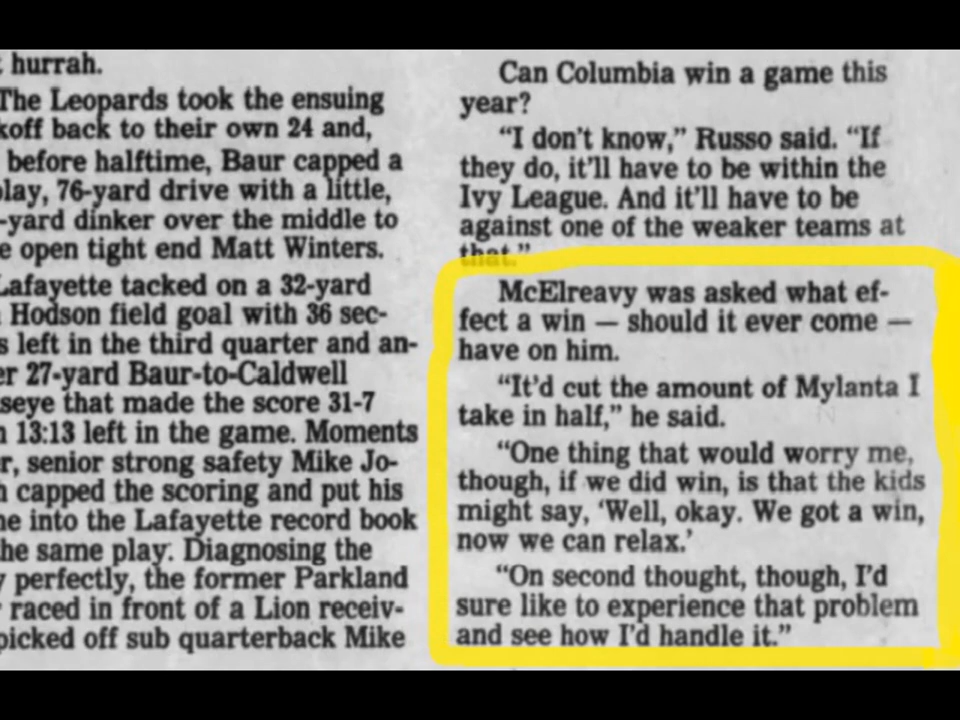 hurrah.
The Leopards took the ensuing
koff back to their own 24 and,
before halftime, Baur capped a
play, 76-yard drive with a little,
-yard dinker over the middle to
e open tight end Matt Winters.
Lafayette tacked on a 32-yard
Hodson field goal with 36 sec-
s left in the third quarter and an-
er 27-yard Baur-to-Caldwell
seye that made the score 31-7
13:13 left in the game. Moments
r, senior strong safety Mike Jo-
capped the scoring and put his
me into the Lafayette record book
he same play. Diagnosing the
y perfectly, the former Parkland
raced in front of a Lion receiv-
picked off sub quarterback Mike
Can Columbia win a game this
year?
“I don't know,” Russo said. “If
they do, it'll have to be within the
Ivy League. And it'll have to be
against one of the weaker teams at
that.”
McElreavy was asked what ef-
fect a win — should it ever come —
have on him.
“It'd cut the amount of Mylanta I
take in half,” he said.
“One thing that would worry me,
though, if we did win, is that the kids
might say, ‘Well, okay. We got a win,
now we can relax.’
“On second thought, though, I'd
sure like to experience that problem
and see how I'd handle it.”